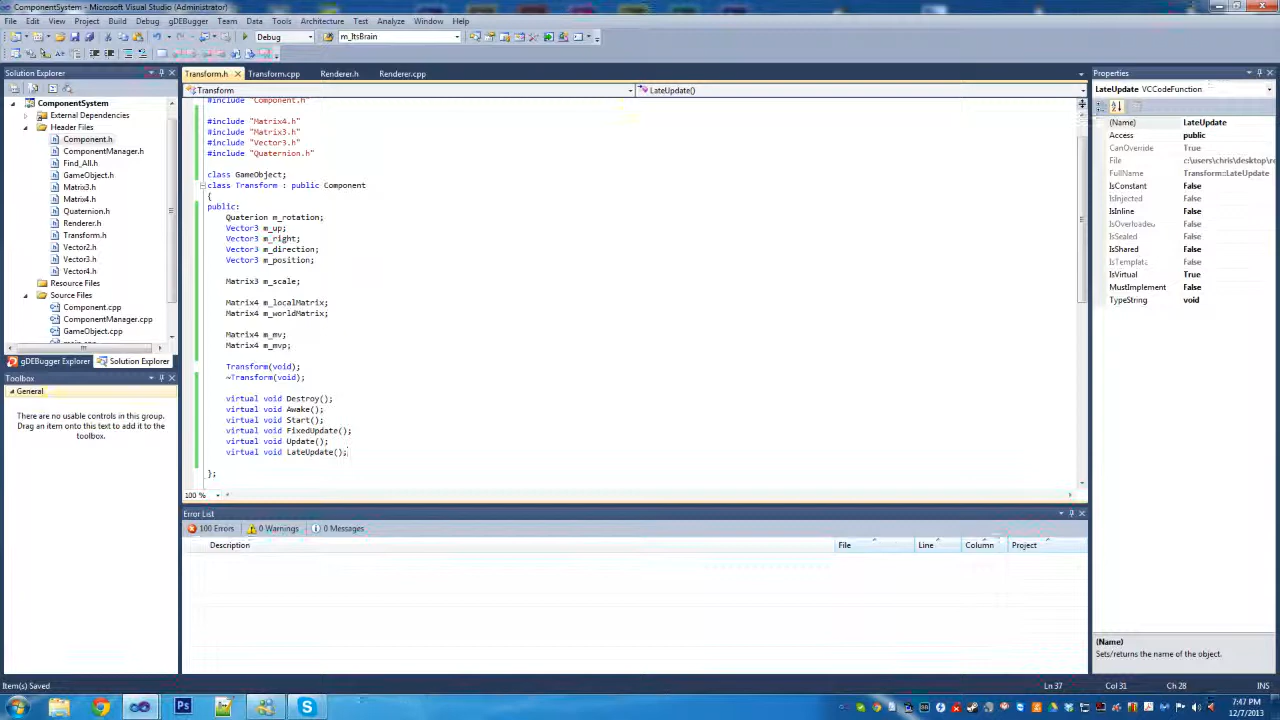 ComponentSystem - Microsoft Visual Studio (Administrator)
File Edit View Project Build Debug gDEBugger Team Data Tools Architecture Test Analyze Window Help
Debug m_ItsBrain
Solution Explorer
ComponentSystem
External Dependencies
Header Files
Component.h
ComponentManager.h
Find_All.h
GameObject.h
Matrix3.h
Matrix4.h
Quaternion.h
Renderer.h
Transform.h
Vector2.h
Vector3.h
Vector4.h
Resource Files
Source Files
Component.cpp
ComponentManager.cpp
GameObject.cpp
gDEBugger Explorer Solution Explorer
Toolbox
General
There are no usable controls in this group. Drag an item onto this text to add it to the toolbox.
Transform.h Transform.cpp Renderer.h Renderer.cpp
Transform LateUpdate()
#include "Component.h"
#include "Matrix4.h"
#include "Matrix3.h"
#include "Vector3.h"
#include "Quaternion.h"
class GameObject;
class Transform : public Component
{
public:
Quaterion m_rotation;
Vector3 m_up;
Vector3 m_right;
Vector3 m_direction;
Vector3 m_position;
Matrix3 m_scale;
Matrix4 m_localMatrix;
Matrix4 m_worldMatrix;
Matrix4 m_mv;
Matrix4 m_mvp;
Transform(void);
~Transform(void);
virtual void Destroy();
virtual void Awake();
virtual void Start();
virtual void FixedUpdate();
virtual void Update();
virtual void LateUpdate();
};
100 %
Error List
100 Errors 0 Warnings 0 Messages
Description File Line Column Project
Properties
LateUpdate VCCodeFunction
(Name) LateUpdate
Access public
CanOverride True
File c:\users\chris\desktop\re
FullName Transform::LateUpdate
IsConstant False
IsInjected False
IsInline False
IsOverloaded False
IsSealed False
IsShared False
IsTemplate False
IsVirtual True
MustImplement False
TypeString void
(Name)
Sets/returns the name of the object.
Item(s) Saved Ln 37 Col 31 Ch 28 INS
7:47 PM
12/7/2013